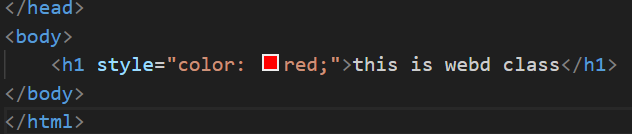 </head>
<body>
    <h1 style="color: red;">this is webd class</h1>
</body>
</html>